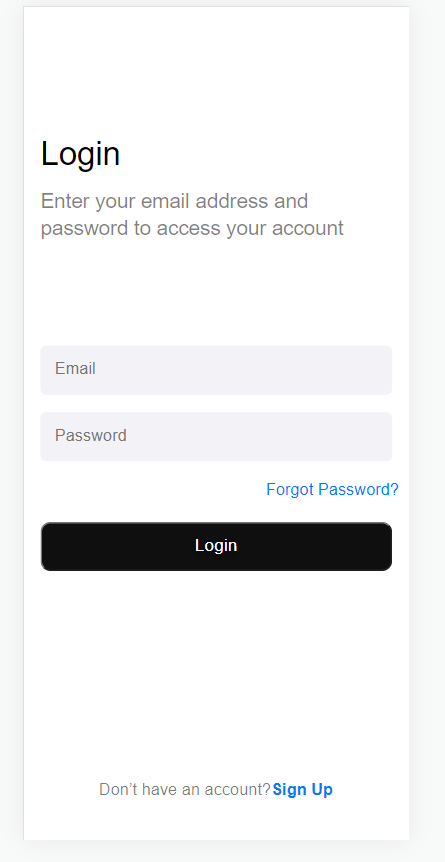 Login
Enter your email address and
password to access your account
Email
Password
Forgot Password?
Login
Don’t have an account?Sign Up